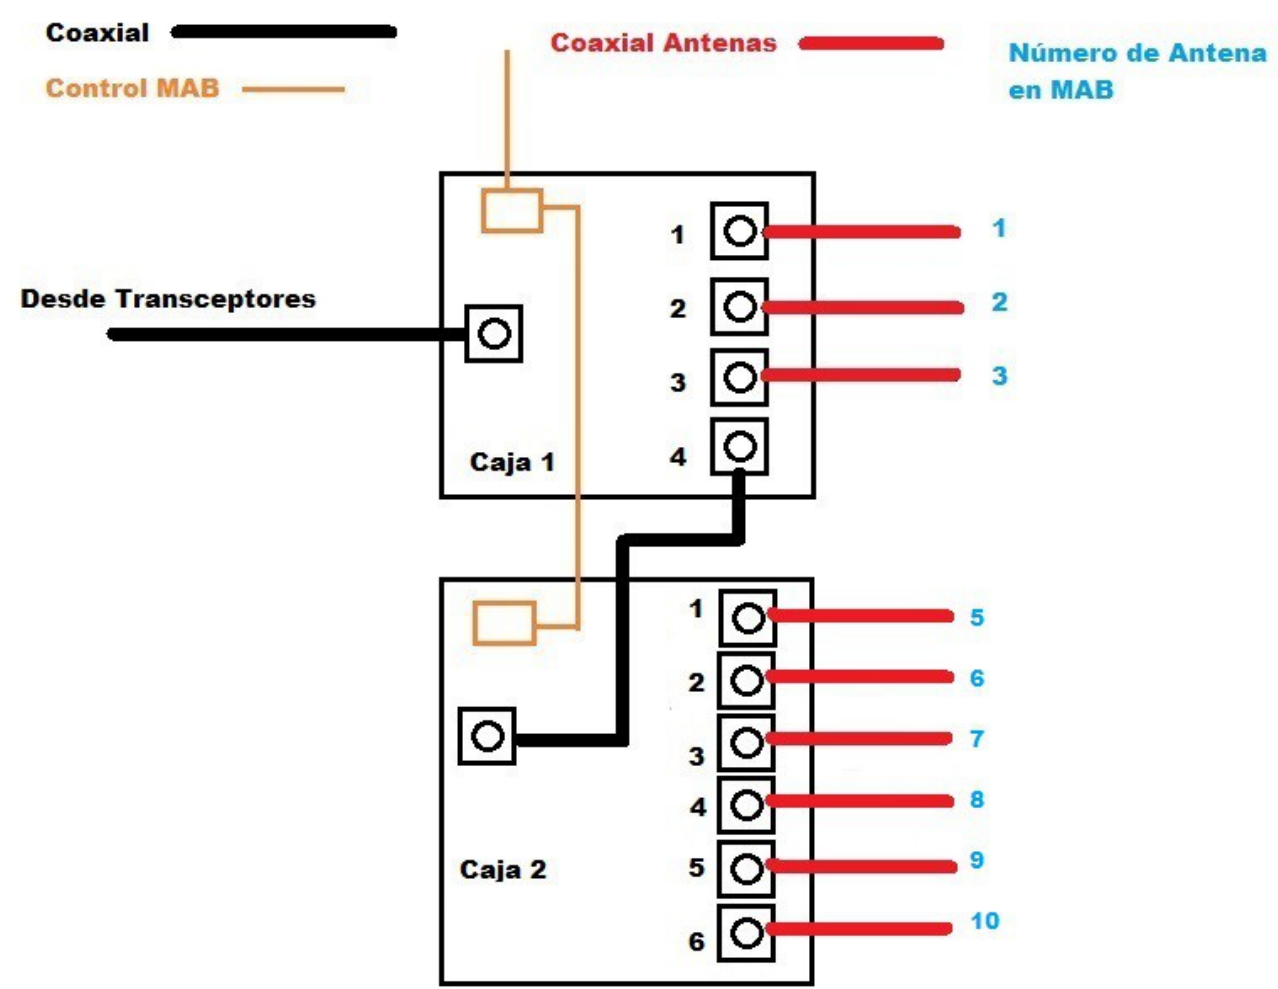 Coaxial
Coaxial Antenas
Número de Antena
en MAB
Control MAB
1
1
Desde Transceptores
2
2
3
3
Caja 1
4
1
5
2
6
3
7
4
8
Caja 2
5
9
6
10